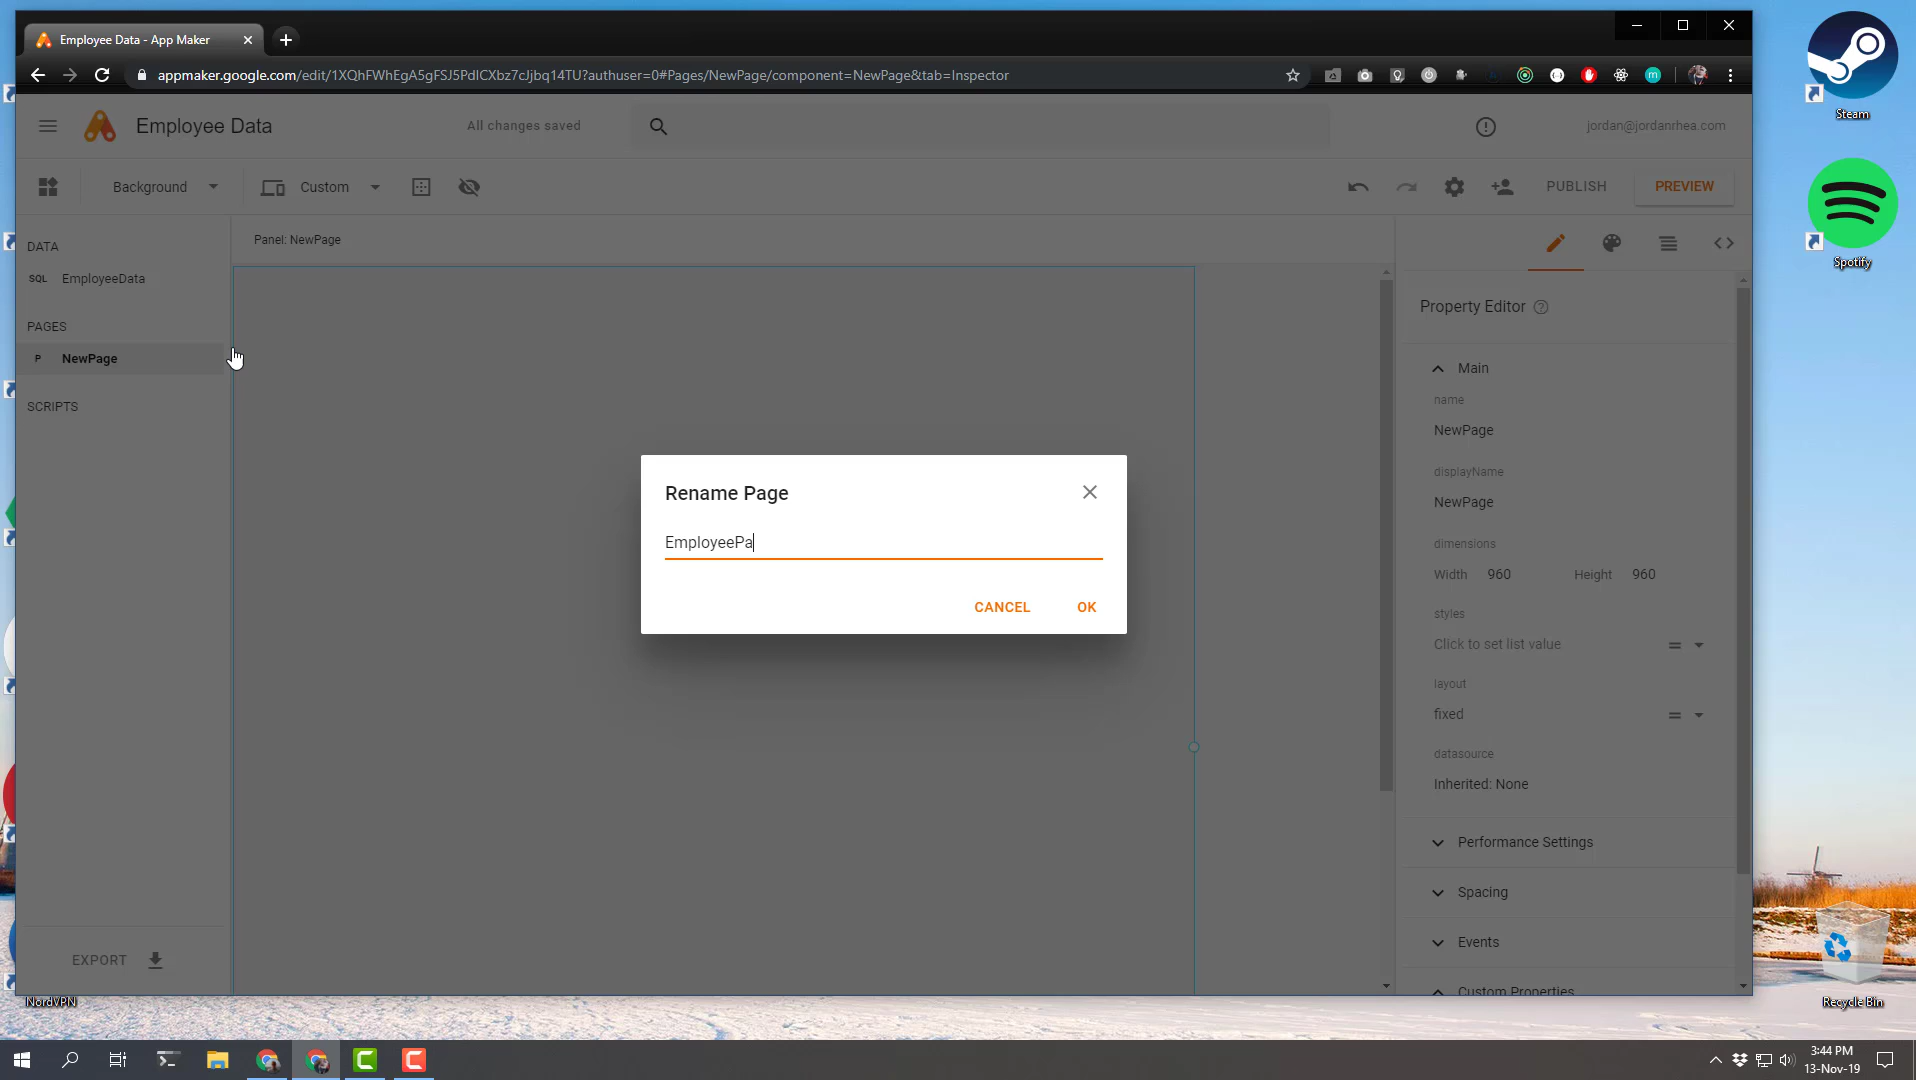 Employee Data - App Maker
appmaker.google.com/edit/1XQhFWhEgA5gFSJ5PdlCXbz7cJjbq14TU?authuser=0#Pages/NewPage/component=NewPage&tab=Inspector
Employee Data
All changes saved
jordan@jordanrhea.com
Background
Custom
PUBLISH
PREVIEW
DATA
SQL EmployeeData
PAGES
P NewPage
SCRIPTS
EXPORT
Panel: NewPage
Rename Page
EmployeePa
CANCEL OK
Property Editor
Main
name
NewPage
displayName
NewPage
dimensions
Width 960 Height 960
styles
Click to set list value
layout
fixed
datasource
Inherited: None
Performance Settings
Spacing
Events
Custom Properties
Steam
Spotify
Recycle Bin
NordVPN
3:44 PM
13-Nov-19